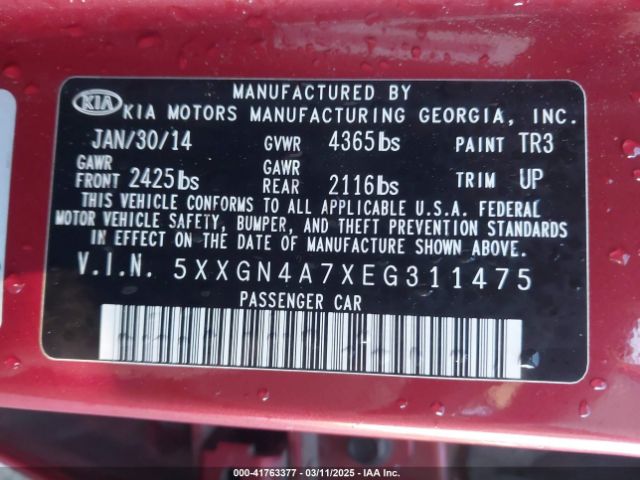 KIA
MANUFACTURED BY
KIA MOTORS MANUFACTURING GEORGIA, INC.
JAN/30/14 GVWR 4365lbs PAINT TR3
GAWR FRONT 2425lbs GAWR REAR 2116lbs TRIM UP
THIS VEHICLE CONFORMS TO ALL APPLICABLE U.S.A. FEDERAL
MOTOR VEHICLE SAFETY, BUMPER, AND THEFT PREVENTION STANDARDS
IN EFFECT ON THE DATE OF MANUFACTURE SHOWN ABOVE.
V.I.N. 5XXGN4A7XEG311475
PASSENGER CAR
000-41763377 - 03/11/2025 - IAA Inc.